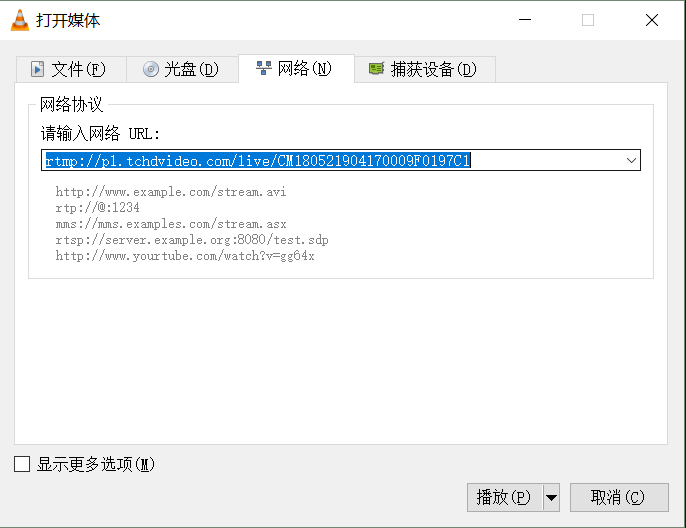 打开媒体
文件(F) 光盘(D) 网络(N) 捕获设备(D)
网络协议
请输入网络 URL:
rtmp://pl.tchdvideo.com/live/CM180521904170009F0197C1
http://www.example.com/stream.avi
rtp://@:1234
mms://mms.examples.com/stream.asx
rtsp://server.example.org:8080/test.sdp
http://www.yourtube.com/watch?v=gg64x
显示更多选项(M)
播放(P) 取消(C)